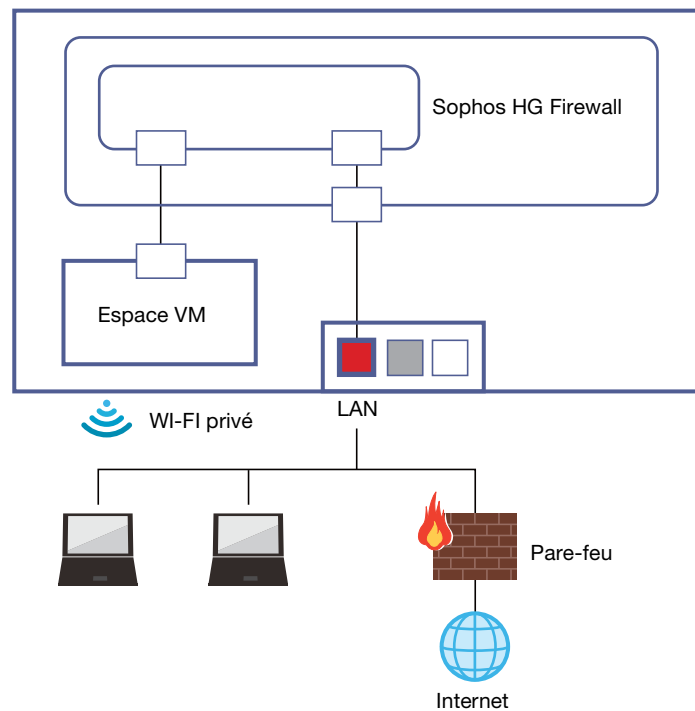 Sophos HG Firewall
Espace VM
WI-FI privé
LAN
Pare-feu
Internet